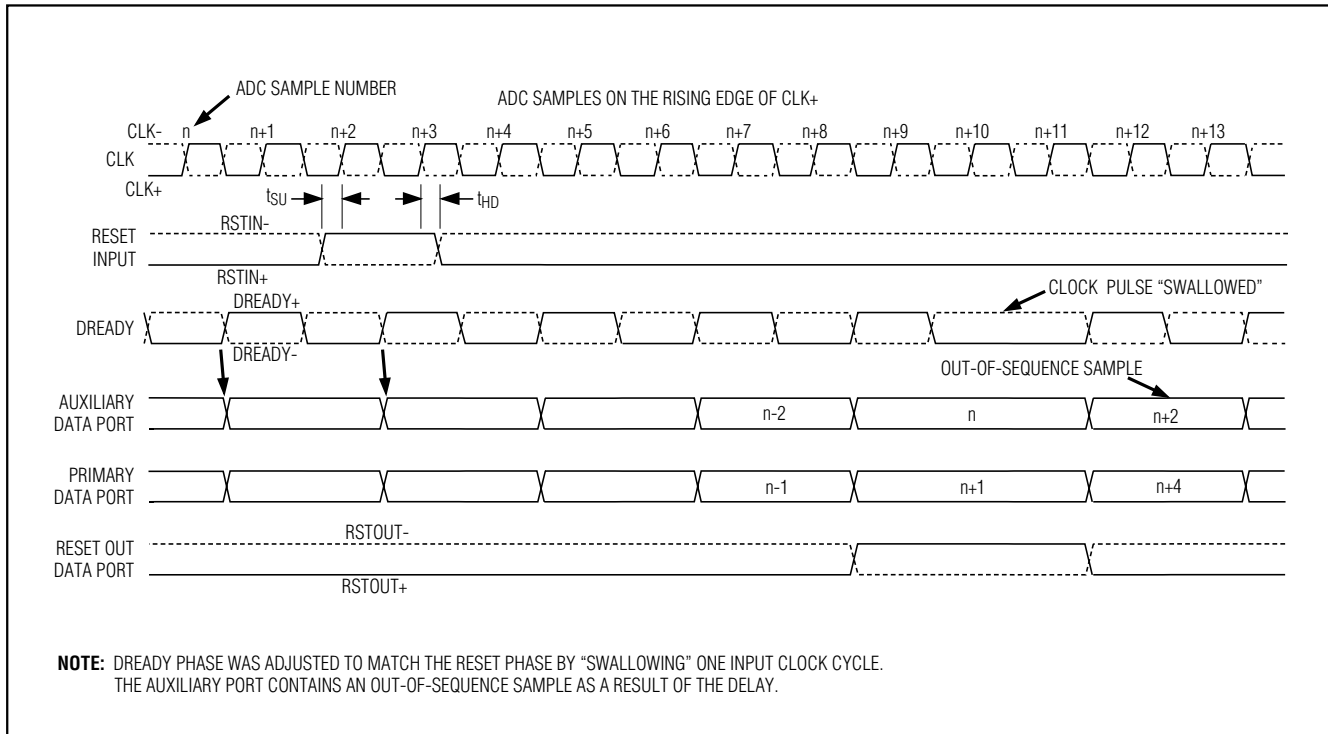 ADC SAMPLE NUMBER
ADC SAMPLES ON THE RISING EDGE OF CLK+
CLK- n n+1 n+2 n+3 n+4 n+5 n+6 n+7 n+8 n+9 n+10 n+11 n+12 n+13
CLK
CLK+
tSU tHD
RSTIN-
RESET
INPUT
RSTIN+
DREADY+
CLOCK PULSE “SWALLOWED”
DREADY
DREADY-
OUT-OF-SEQUENCE SAMPLE
AUXILIARY
DATA PORT
n-2 n n+2
PRIMARY
DATA PORT
n-1 n+1 n+4
RSTOUT-
RESET OUT
DATA PORT
RSTOUT+
NOTE: DREADY PHASE WAS ADJUSTED TO MATCH THE RESET PHASE BY “SWALLOWING” ONE INPUT CLOCK CYCLE.
THE AUXILIARY PORT CONTAINS AN OUT-OF-SEQUENCE SAMPLE AS A RESULT OF THE DELAY.